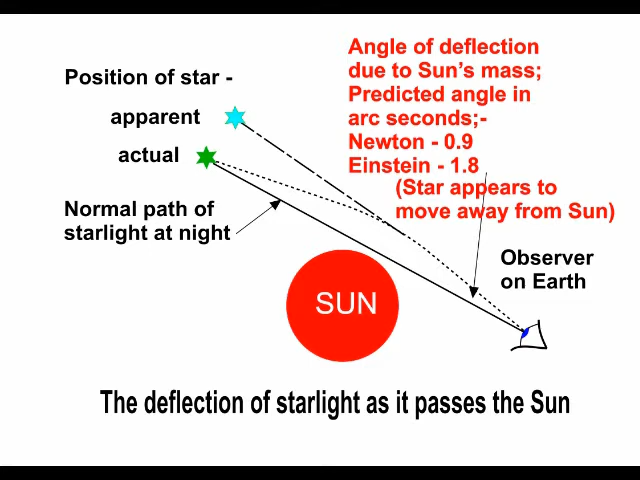 Angle of deflection
due to Sun's mass;
Predicted angle in
arc seconds;-
Newton - 0.9
Einstein - 1.8
(Star appears to
move away from Sun)
Position of star -
apparent
actual
Normal path of
starlight at night
Observer
on Earth
SUN
The deflection of starlight as it passes the Sun